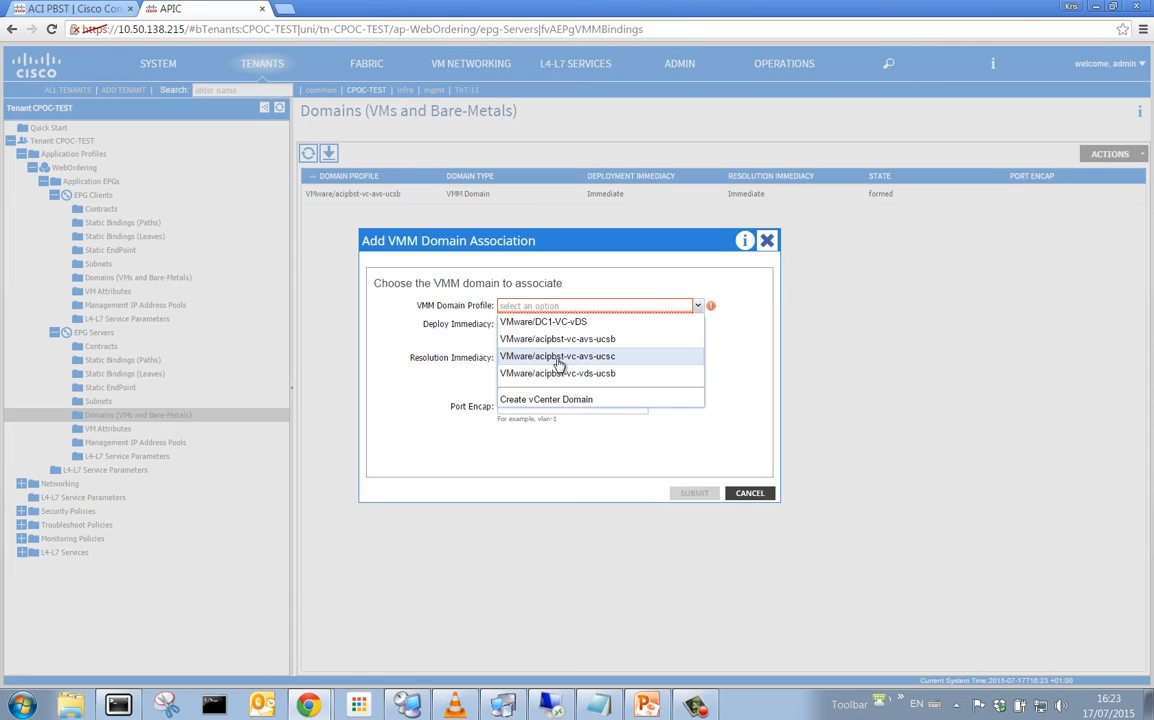 ACI PBST | Cisco Con
APIC
Kris
https://10.50.138.215/#bTenants:CPOC-TEST|uni/tn-CPOC-TEST/ap-WebOrdering/epg-Servers|fvAEPgVMMBindings
CISCO
SYSTEM
TENANTS
FABRIC
VM NETWORKING
L4-L7 SERVICES
ADMIN
OPERATIONS
i
welcome, admin
ALL TENANTS | ADD TENANT | Search: enter name | common | CPOC-TEST | infra | mgmt | TnT-11
Tenant CPOC-TEST
Quick Start
Tenant CPOC-TEST
Application Profiles
WebOrdering
Application EPGs
EPG Clients
Contracts
Static Bindings (Paths)
Static Bindings (Leaves)
Static EndPoint
Subnets
Domains (VMs and Bare-Metals)
VM Attributes
Management IP Address Pools
L4-L7 Service Parameters
EPG Servers
Contracts
Static Bindings (Paths)
Static Bindings (Leaves)
Static EndPoint
Subnets
Domains (VMs and Bare-Metals)
VM Attributes
Management IP Address Pools
L4-L7 Service Parameters
L4-L7 Service Parameters
Networking
L4-L7 Service Parameters
Security Policies
Troubleshoot Policies
Monitoring Policies
L4-L7 Services
Domains (VMs and Bare-Metals)
i
ACTIONS
DOMAIN PROFILE DOMAIN TYPE DEPLOYMENT IMMEDIACY RESOLUTION IMMEDIACY STATE PORT ENCAP
VMware/acipbst-vc-avs-ucsb VMM Domain Immediate Immediate formed
Add VMM Domain Association
i
Choose the VMM domain to associate
VMM Domain Profile: select an option
VMware/DC1-VC-vDS
Deploy Immediacy:
VMware/acipbst-vc-avs-ucsb
VMware/acipbst-vc-avs-ucsc
Resolution Immediacy:
VMware/acipbst-vc-vds-ucsb
Create vCenter Domain
Port Encap:
For example, vlan-1
SUBMIT
CANCEL
Current System Time: 2015-07-17T16:23 +01:00
Toolbar
EN
16:23
17/07/2015